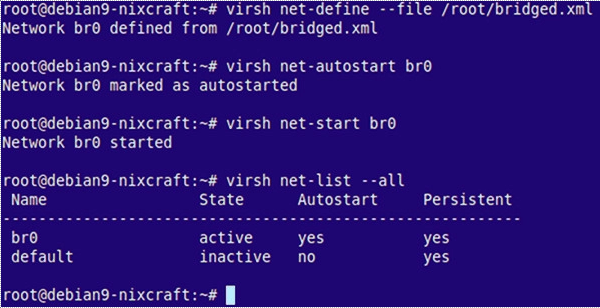 root@debian9-nixcraft:~# virsh net-define --file /root/bridged.xml
Network br0 defined from /root/bridged.xml
root@debian9-nixcraft:~# virsh net-autostart br0
Network br0 marked as autostarted
root@debian9-nixcraft:~# virsh net-start br0
Network br0 started
root@debian9-nixcraft:~# virsh net-list --all
Name State Autostart Persistent
----------------------------------------------------------
br0 active yes yes
default inactive no yes
root@debian9-nixcraft:~#